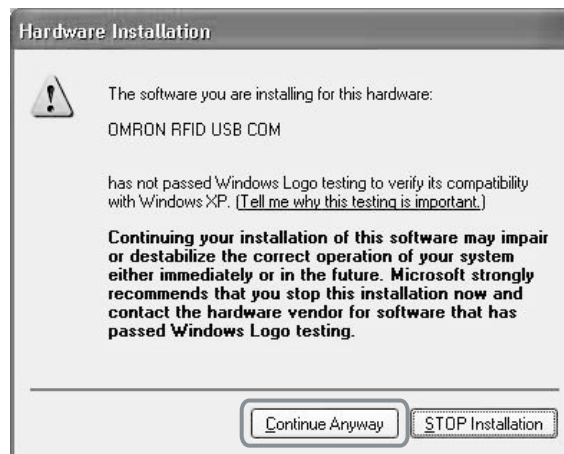 Hardware Installation
The software you are installing for this hardware:
OMRON RFID USB COM
has not passed Windows Logo testing to verify its compatibility
with Windows XP. (Tell me why this testing is important.)
Continuing your installation of this software may impair
or destabilize the correct operation of your system
either immediately or in the future. Microsoft strongly
recommends that you stop this installation now and
contact the hardware vendor for software that has
passed Windows Logo testing.
Continue Anyway
STOP Installation